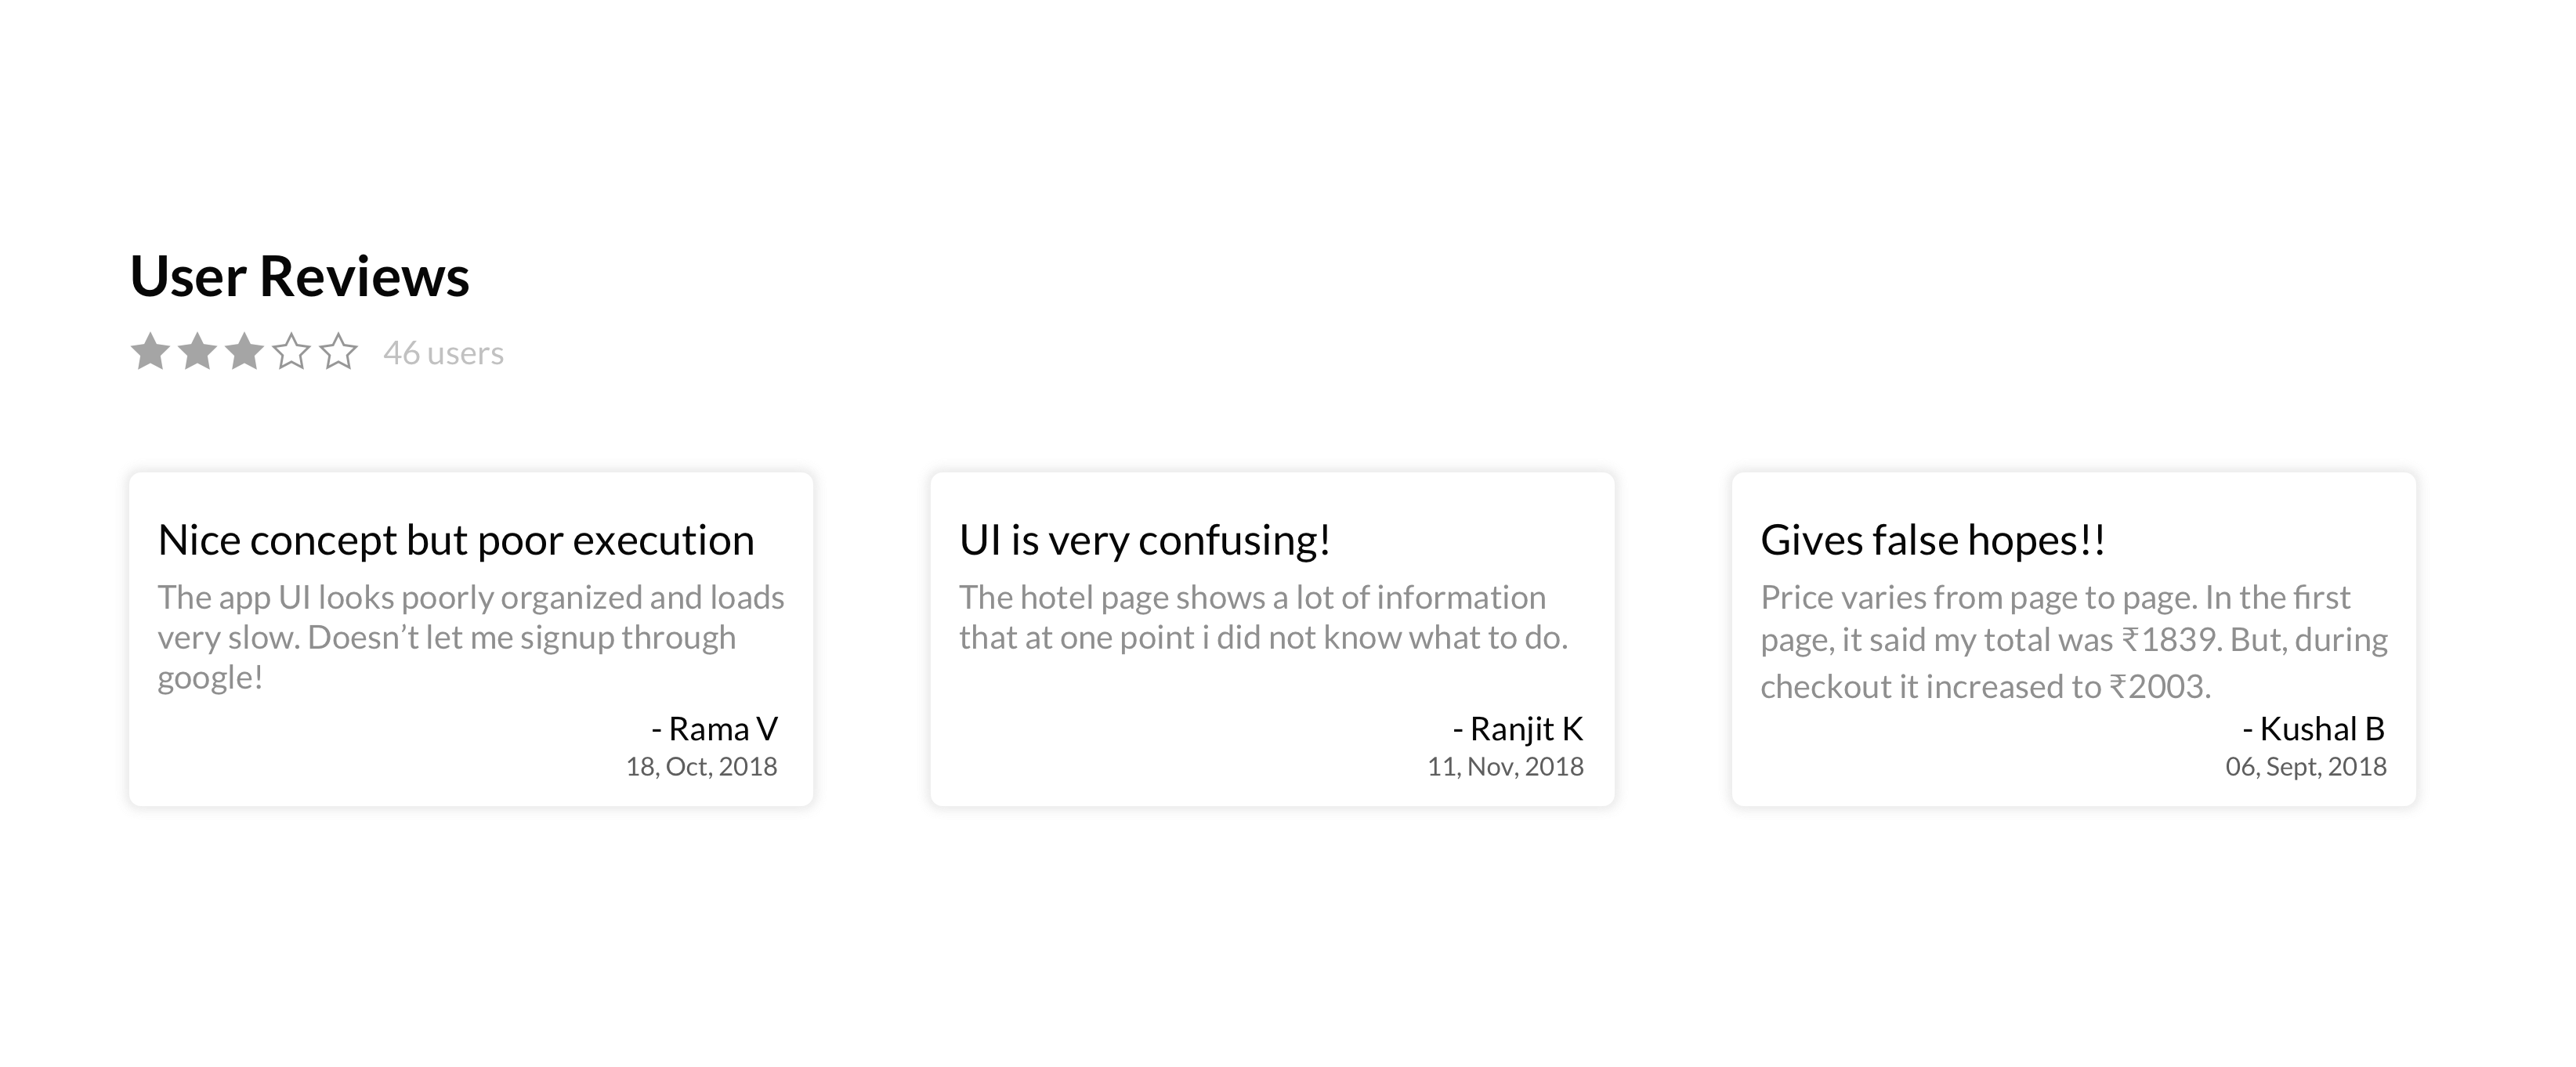 User Reviews
46 users
Nice concept but poor execution
The app UI looks poorly organized and loads
very slow. Doesn’t let me signup through
google!
- Rama V
18, Oct, 2018
UI is very confusing!
The hotel page shows a lot of information
that at one point i did not know what to do.
- Ranjit K
11, Nov, 2018
Gives false hopes!!
Price varies from page to page. In the first
page, it said my total was ₹1839. But, during
checkout it increased to ₹2003.
- Kushal B
06, Sept, 2018